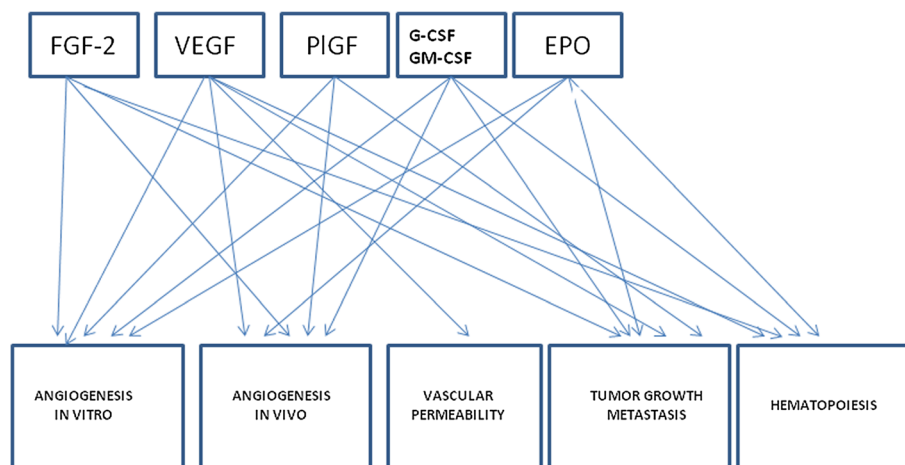 FGF-2
VEGF
PlGF
G-CSF
GM-CSF
EPO
ANGIOGENESIS
IN VITRO
ANGIOGENESIS
IN VIVO
VASCULAR
PERMEABILITY
TUMOR GROWTH
METASTASIS
HEMATOPOIESIS